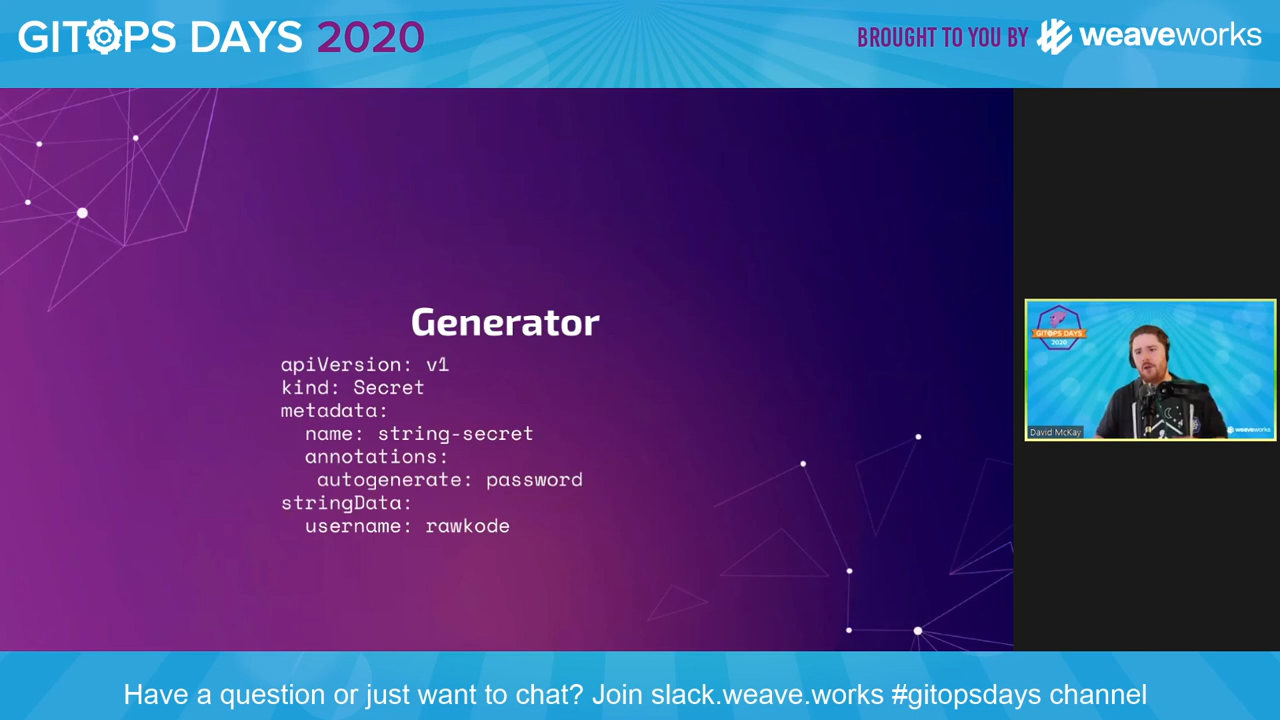 GITOPS DAYS 2020
BROUGHT TO YOU BY weaveworks
Generator
apiVersion: v1
kind: Secret
metadata:
name: string-secret
annotations:
autogenerate: password
stringData:
username: rawkode
GITOPS DAYS
2020
David McKay
weaveworks
Have a question or just want to chat? Join slack.weave.works #gitopsdays channel